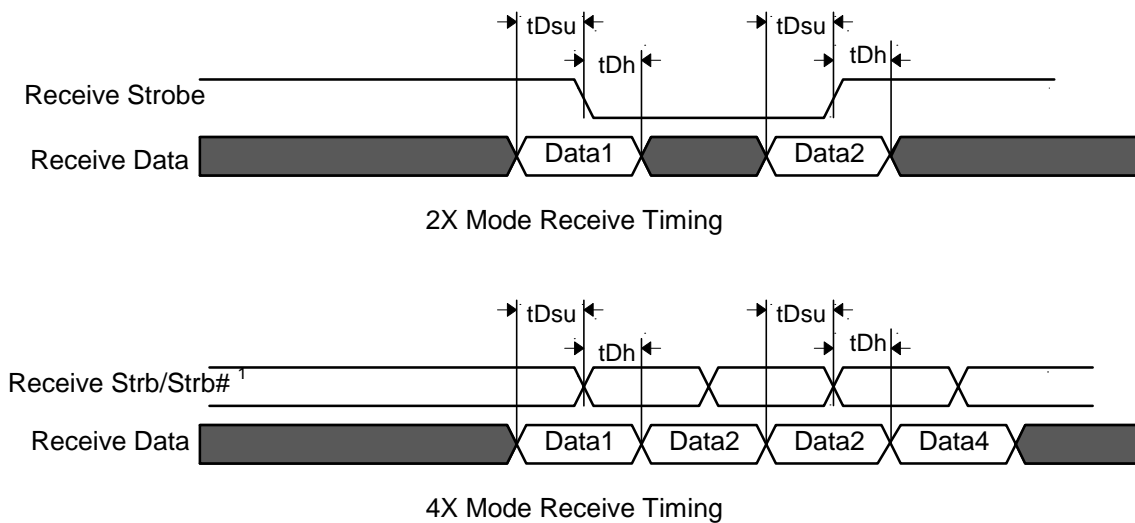 tDsu tDsu
tDh tDh
Receive Strobe
Receive Data Data1 Data2
2X Mode Receive Timing
tDsu tDsu
tDh tDh
Receive Strb/Strb# 1
Receive Data Data1 Data2 Data2 Data4
4X Mode Receive Timing